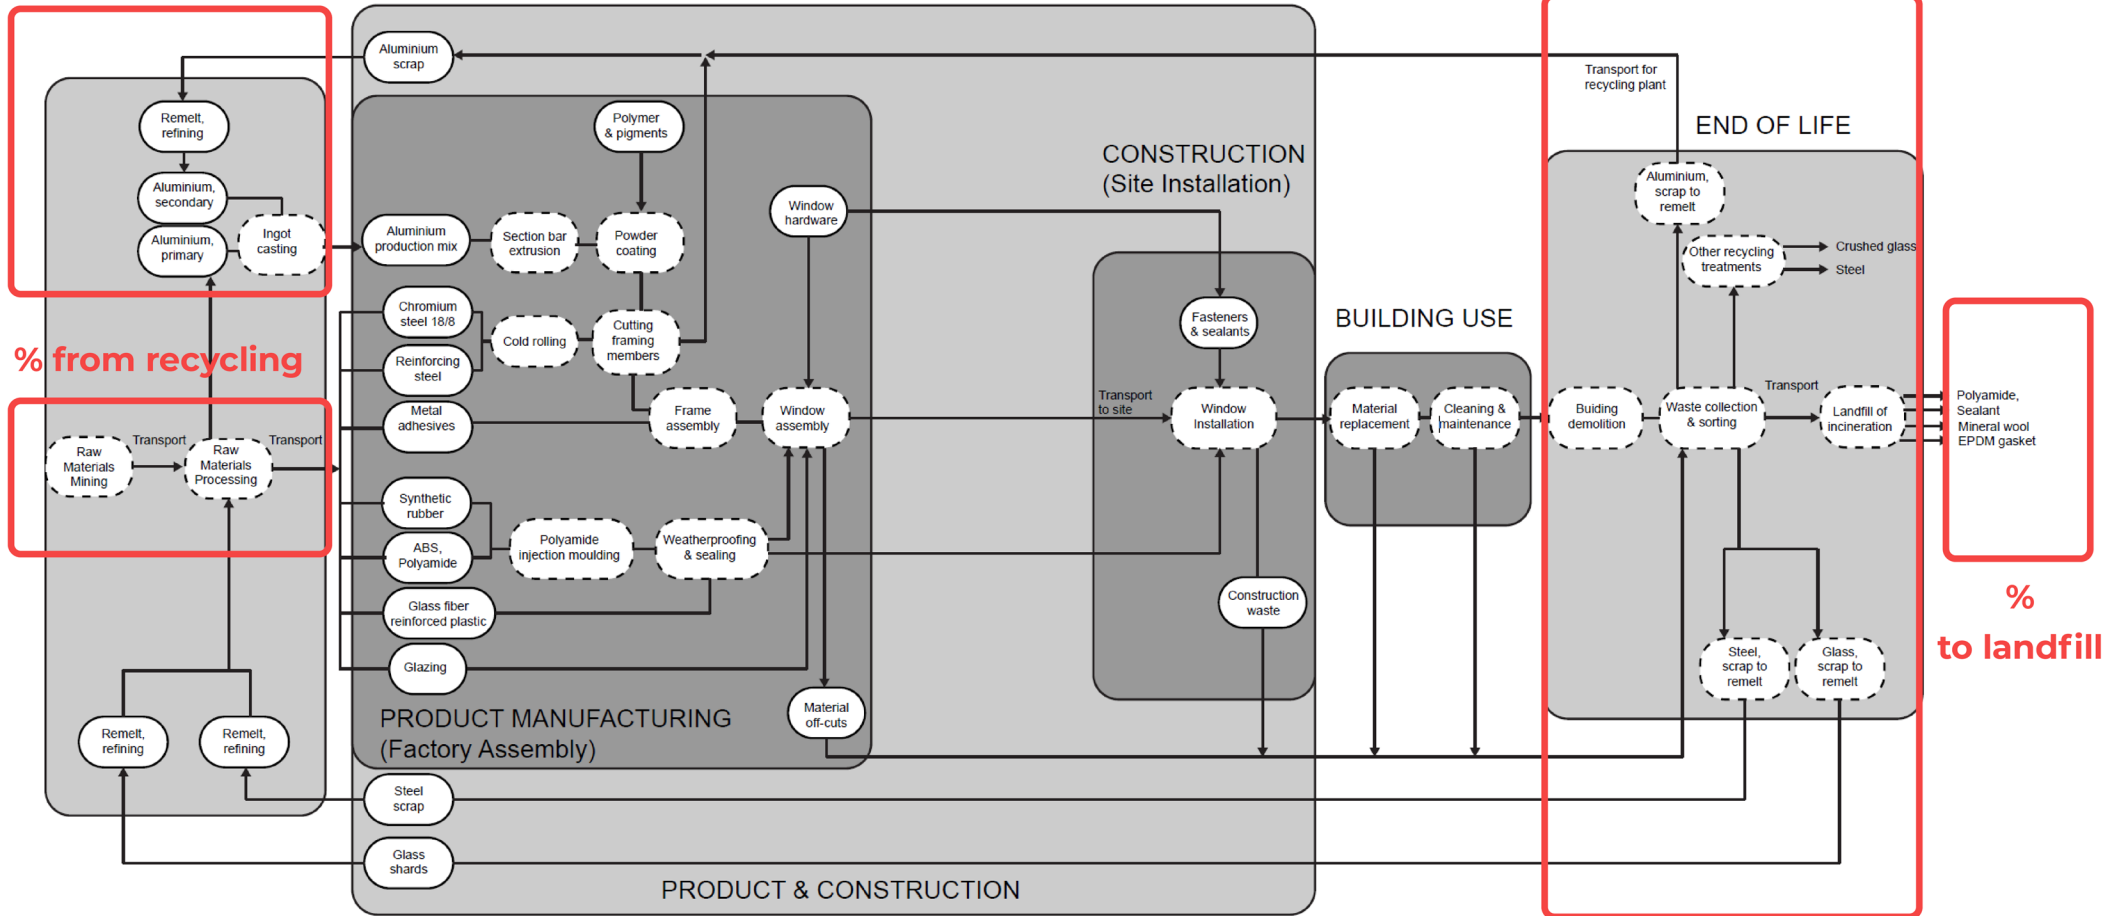 Aluminium
scrap
Transport for
recycling plant
END OF LIFE
Remelt,
refining
Polymer
& pigments
CONSTRUCTION
(Site Installation)
Aluminium,
secondary
Aluminium,
primary
Ingot
casting
Aluminium
production mix
Section bar
extrusion
Powder
coating
Window
hardware
Aluminium,
scrap to
remelt
Other recycling
treatments
Crushed glass
Steel
Chromium
steel 18/8
Reinforcing
steel
Cold rolling
Cutting
framing
members
Fasteners
& sealants
BUILDING USE
% from recycling
Metal
adhesives
Frame
assembly
Window
assembly
Transport
to site
Window
Installation
Material
replacement
Cleaning &
maintenance
Buiding
demolition
Waste collection
& sorting
Transport
Landfill of
incineration
Polyamide,
Sealant
Mineral wool
EPDM gasket
Raw
Materials
Mining
Transport
Raw
Materials
Processing
Transport
Synthetic
rubber
ABS,
Polyamide
Polyamide
injection moulding
Weatherproofing
& sealing
Glass fiber
reinforced plastic
Construction
waste
%
to landfill
Glazing
Steel,
scrap to
remelt
Glass,
scrap to
remelt
Material
off-cuts
PRODUCT MANUFACTURING
(Factory Assembly)
Remelt,
refining
Remelt,
refining
Steel
scrap
Glass
shards
PRODUCT & CONSTRUCTION